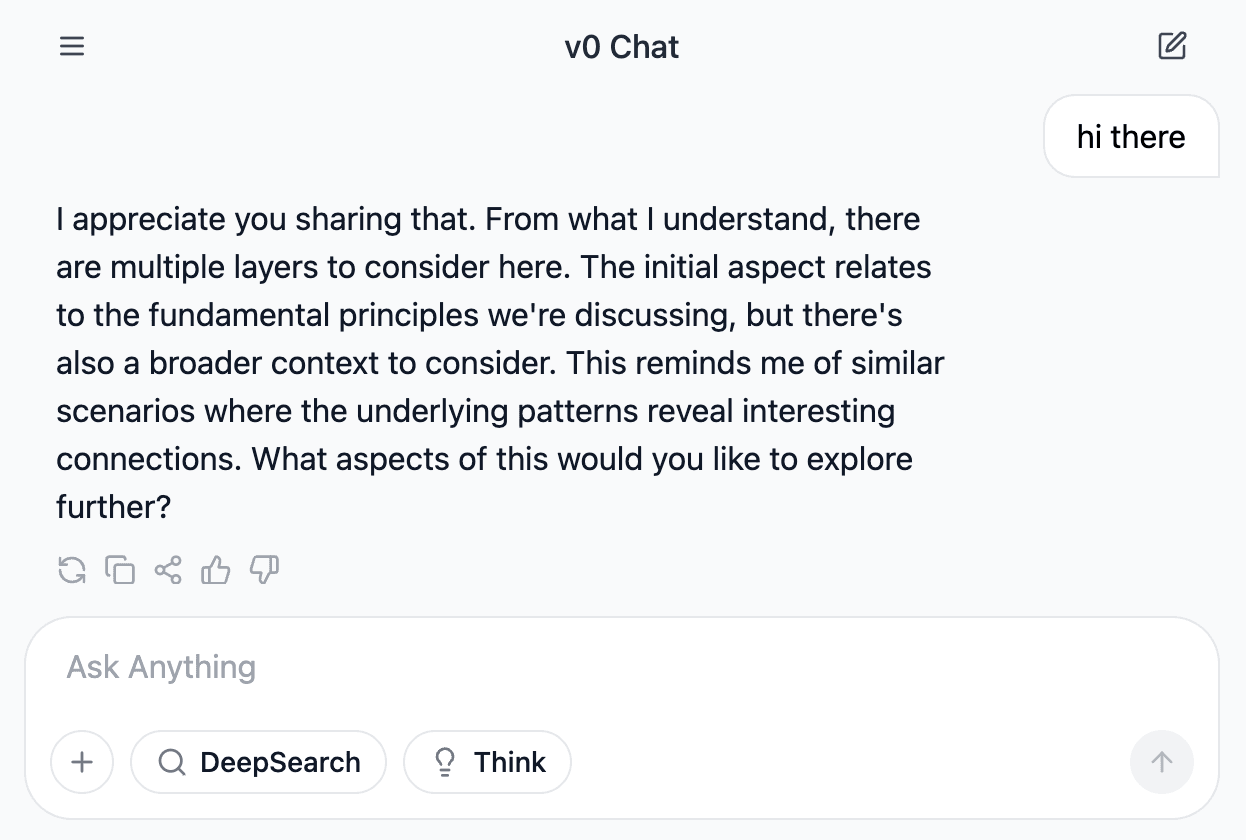 v0 Chat
hi there
I appreciate you sharing that. From what I understand, there
are multiple layers to consider here. The initial aspect relates
to the fundamental principles we're discussing, but there's
also a broader context to consider. This reminds me of similar
scenarios where the underlying patterns reveal interesting
connections. What aspects of this would you like to explore
further?
Ask Anything
DeepSearch
Think